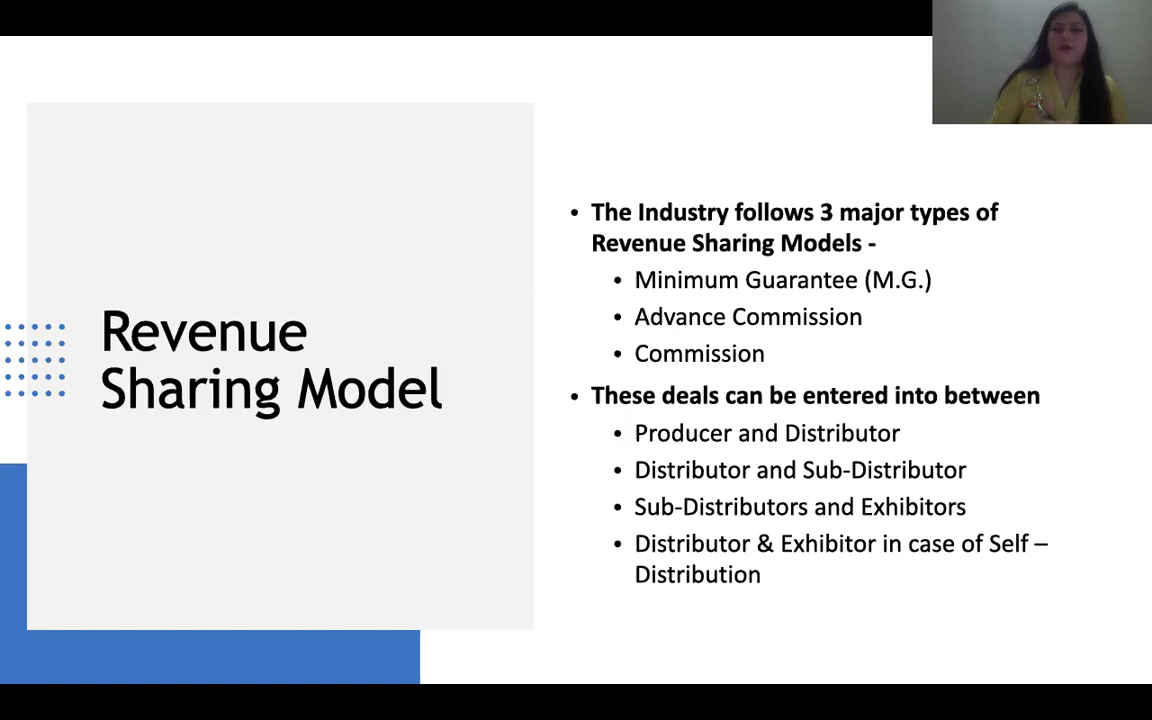 Revenue
Sharing Model
• The Industry follows 3 major types of
Revenue Sharing Models -
• Minimum Guarantee (M.G.)
• Advance Commission
• Commission
• These deals can be entered into between
• Producer and Distributor
• Distributor and Sub-Distributor
• Sub-Distributors and Exhibitors
• Distributor & Exhibitor in case of Self –
Distribution